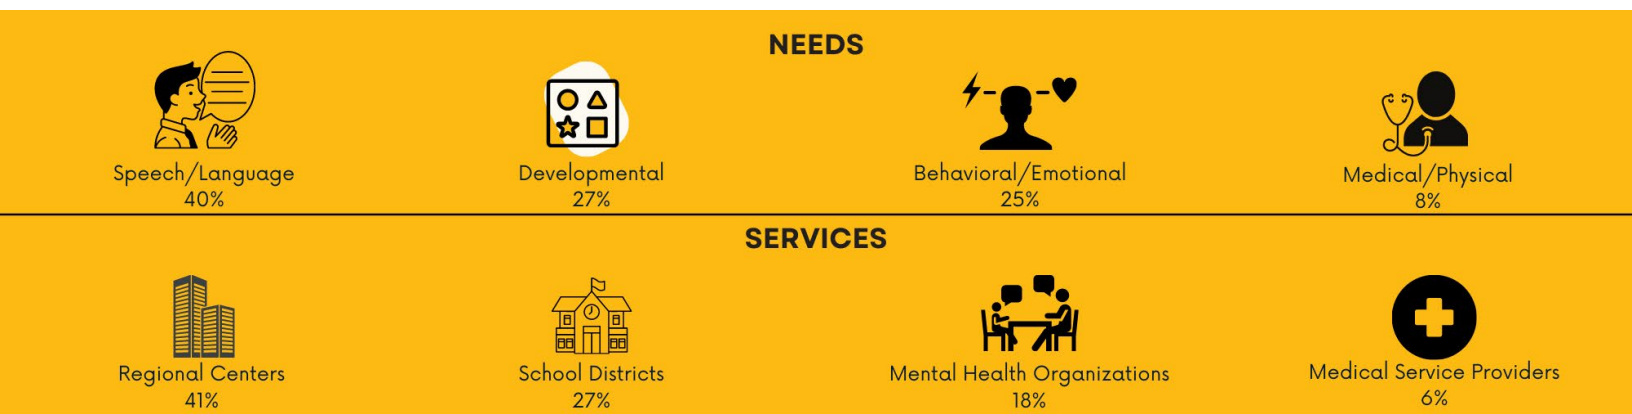 NEEDS
Speech/Language
40%
Developmental
27%
Behavioral/Emotional
25%
Medical/Physical
8%
SERVICES
Regional Centers
41%
School Districts
27%
Mental Health Organizations
18%
Medical Service Providers
6%